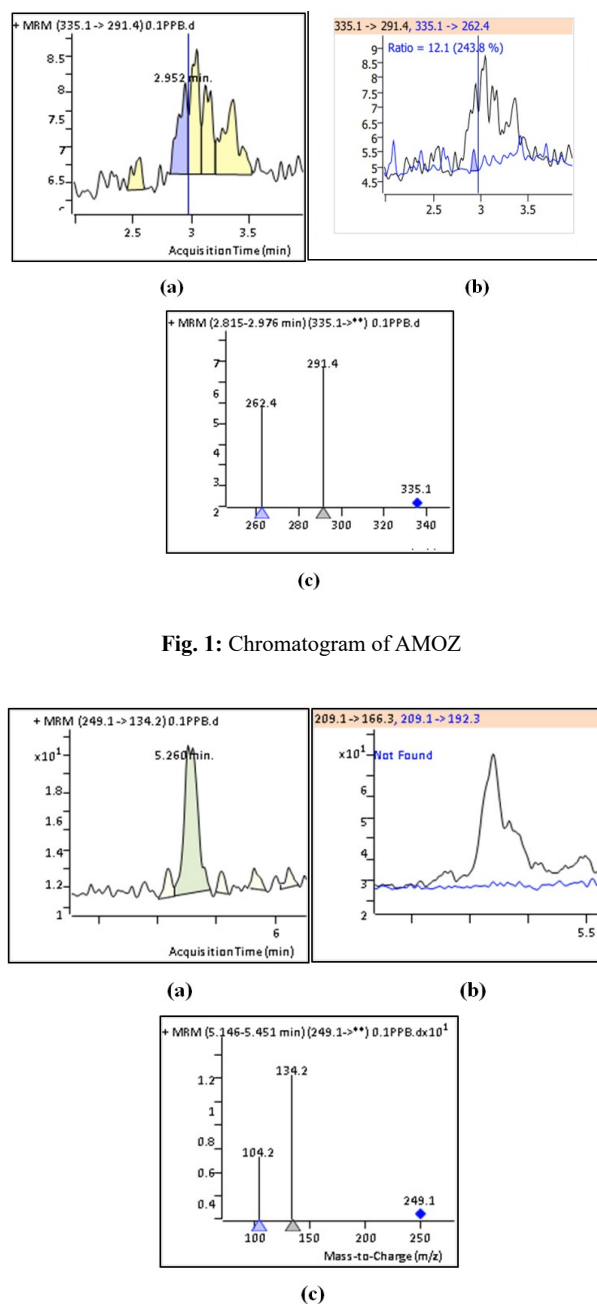 + MRM (335.1 -> 291.4) 0.1PPB.d
8.5
8
7.5
7
6.5
2.952 min.
2.5
3
3.5
Acquisition Time (min)
(a)
335.1 -> 291.4, 335.1 -> 262.4
Ratio = 12.1 (243.8 %)
9
8.5
8
7.5
7
6.5
6
5.5
5
4.5
2.5
3
3.5
(b)
+ MRM (2.815-2.976 min) (335.1->**) 0.1PPB.d
7
6
5
4
3
2
291.4
262.4
335.1
260
280
300
320
340
(c)
Fig. 1: Chromatogram of AMOZ
+ MRM (249.1 -> 134.2) 0.1PPB.d
x10¹
1.8
1.6
1.4
1.2
1
5.260 min.
6
Acquisition Time (min)
(a)
209.1 -> 166.3, 209.1 -> 192.3
x10¹
Not Found
6
5
4
3
2
5.5
(b)
+ MRM (5.146-5.451 min) (249.1->**) 0.1PPB.dx10¹
1.2
1
0.8
0.6
0.4
134.2
104.2
249.1
100
150
200
250
Mass-to-Charge (m/z)
(c)